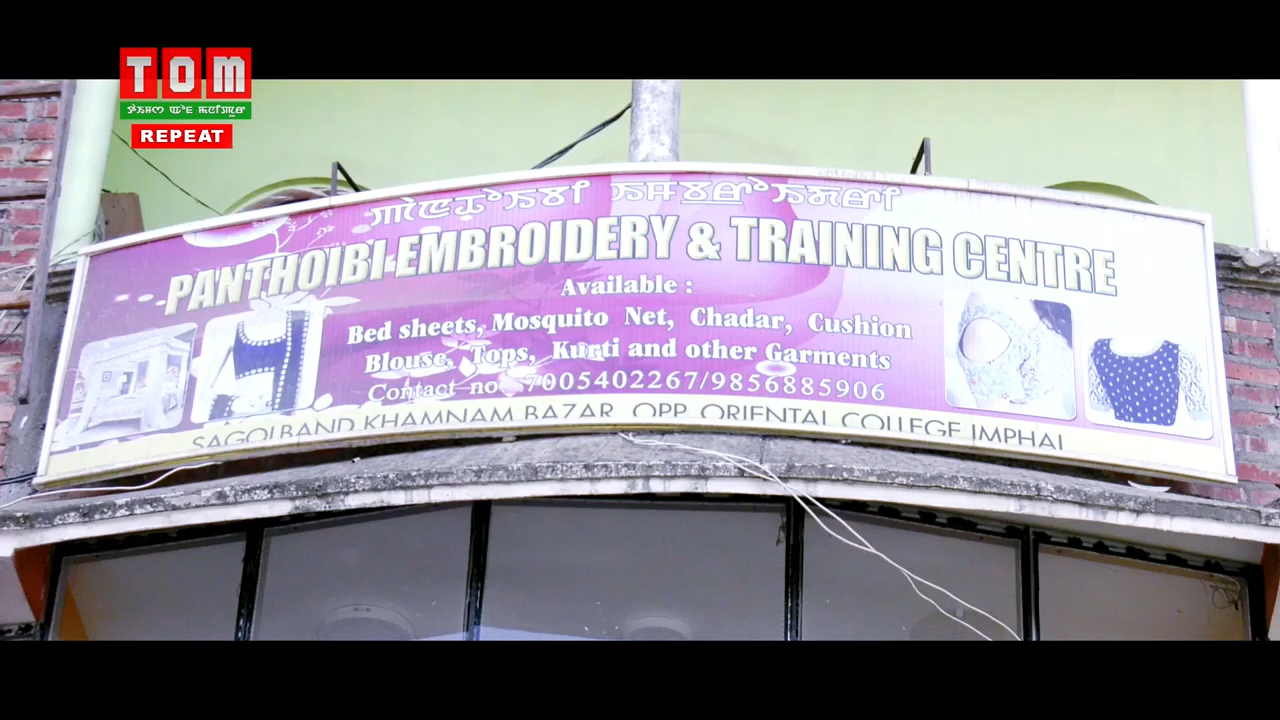 TOM
REPEAT
PANTHOIBI EMBROIDERY & TRAINING CENTRE
Available :
Bed sheets, Mosquito Net, Chadar, Cushion
Blouse, Tops, Kurti and other Garments
Contact no 7005402267/9856885906
SAGOLBAND KHAMNAM BAZAR, OPP. ORIENTAL COLLEGE IMPHAL